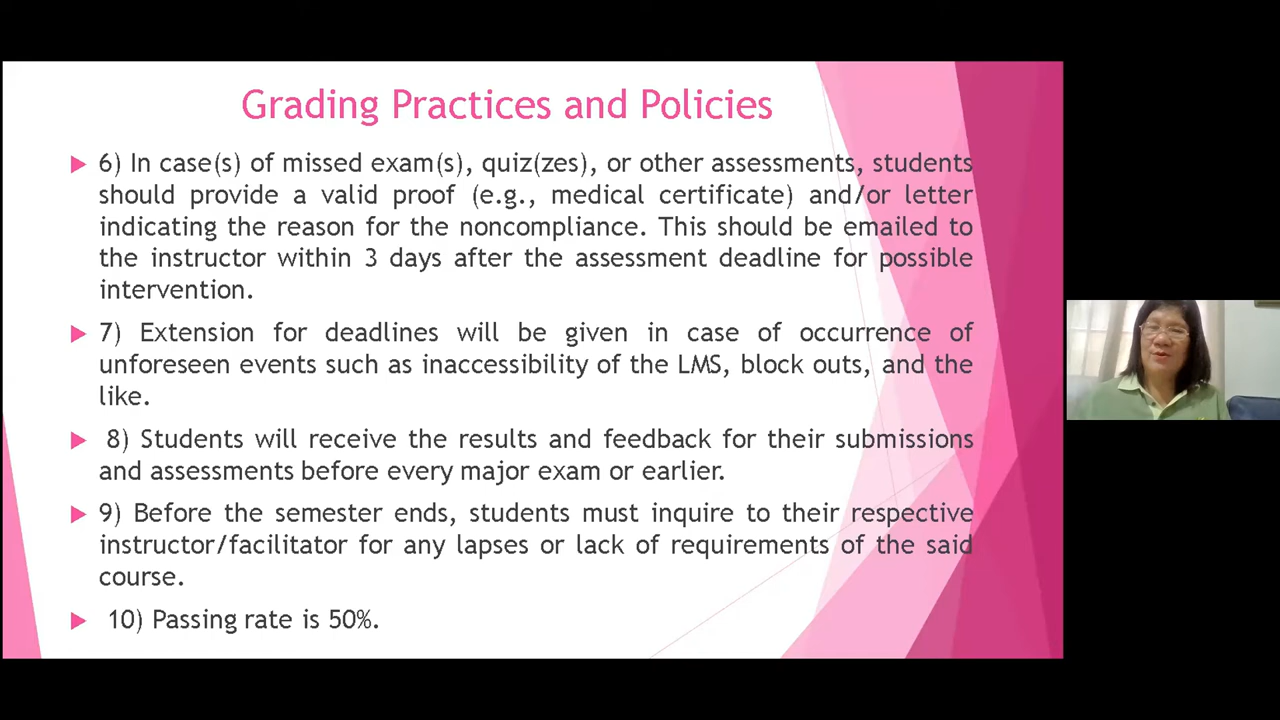 Grading Practices and Policies
6) In case(s) of missed exam(s), quiz(zes), or other assessments, students
should provide a valid proof (e.g., medical certificate) and/or letter
indicating the reason for the noncompliance. This should be emailed to
the instructor within 3 days after the assessment deadline for possible
intervention.
7) Extension for deadlines will be given in case of occurrence of
unforeseen events such as inaccessibility of the LMS, block outs, and the
like.
8) Students will receive the results and feedback for their submissions
and assessments before every major exam or earlier.
9) Before the semester ends, students must inquire to their respective
instructor/facilitator for any lapses or lack of requirements of the said
course.
10) Passing rate is 50%.